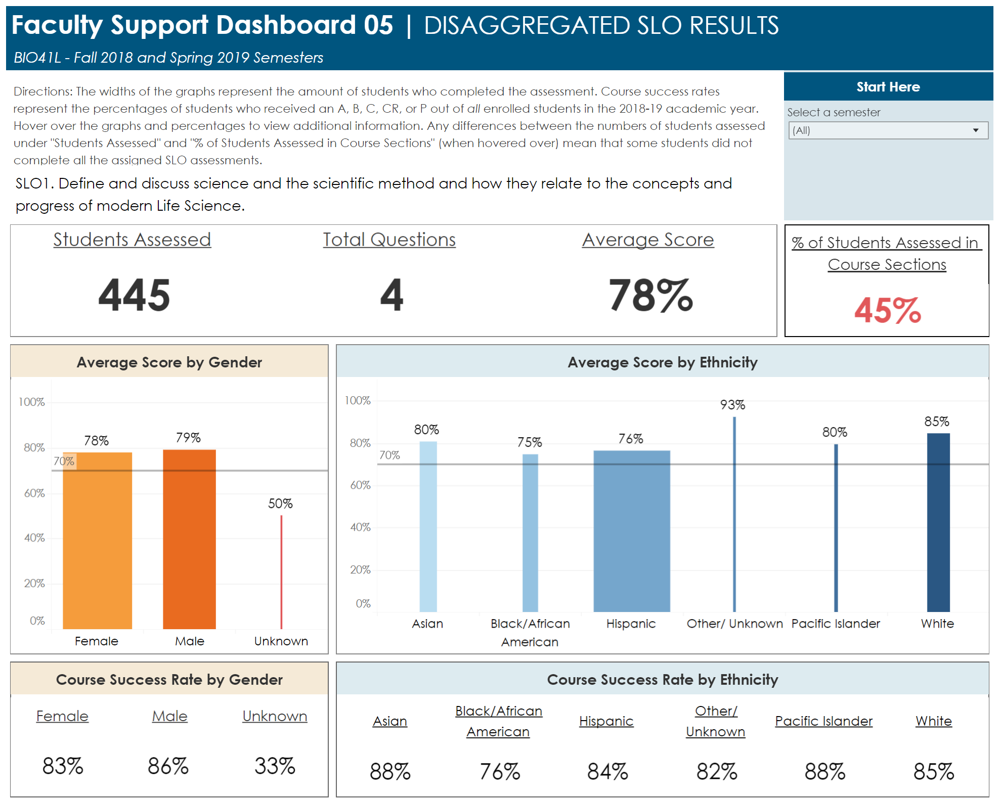 Faculty Support Dashboard 05 | DISAGGREGATED SLO RESULTS
BIO41L - Fall 2018 and Spring 2019 Semesters
Directions: The widths of the graphs represent the amount of students who completed the assessment. Course success rates
represent the percentages of students who received an A, B, C, CR, or P out of all enrolled students in the 2018-19 academic year.
Hover over the graphs and percentages to view additional information. Any differences between the numbers of students assessed
under "Students Assessed" and "% of Students Assessed in Course Sections" (when hovered over) mean that some students did not
complete all the assigned SLO assessments.
Start Here
Select a semester
(All)
SLO1. Define and discuss science and the scientific method and how they relate to the concepts and
progress of modern Life Science.
Students Assessed
445
Total Questions
4
Average Score
78%
% of Students Assessed in
Course Sections
45%
Average Score by Gender
100%
80%
70%
60%
40%
20%
0%
78%
79%
50%
Female
Male
Unknown
Average Score by Ethnicity
100%
80%
70%
60%
40%
20%
0%
80%
75%
76%
93%
80%
85%
Asian
Black/African
American
Hispanic
Other/ Unknown
Pacific Islander
White
Course Success Rate by Gender
Female
Male
Unknown
83%
86%
33%
Course Success Rate by Ethnicity
Asian
Black/African
American
Hispanic
Other/
Unknown
Pacific Islander
White
88%
76%
84%
82%
88%
85%